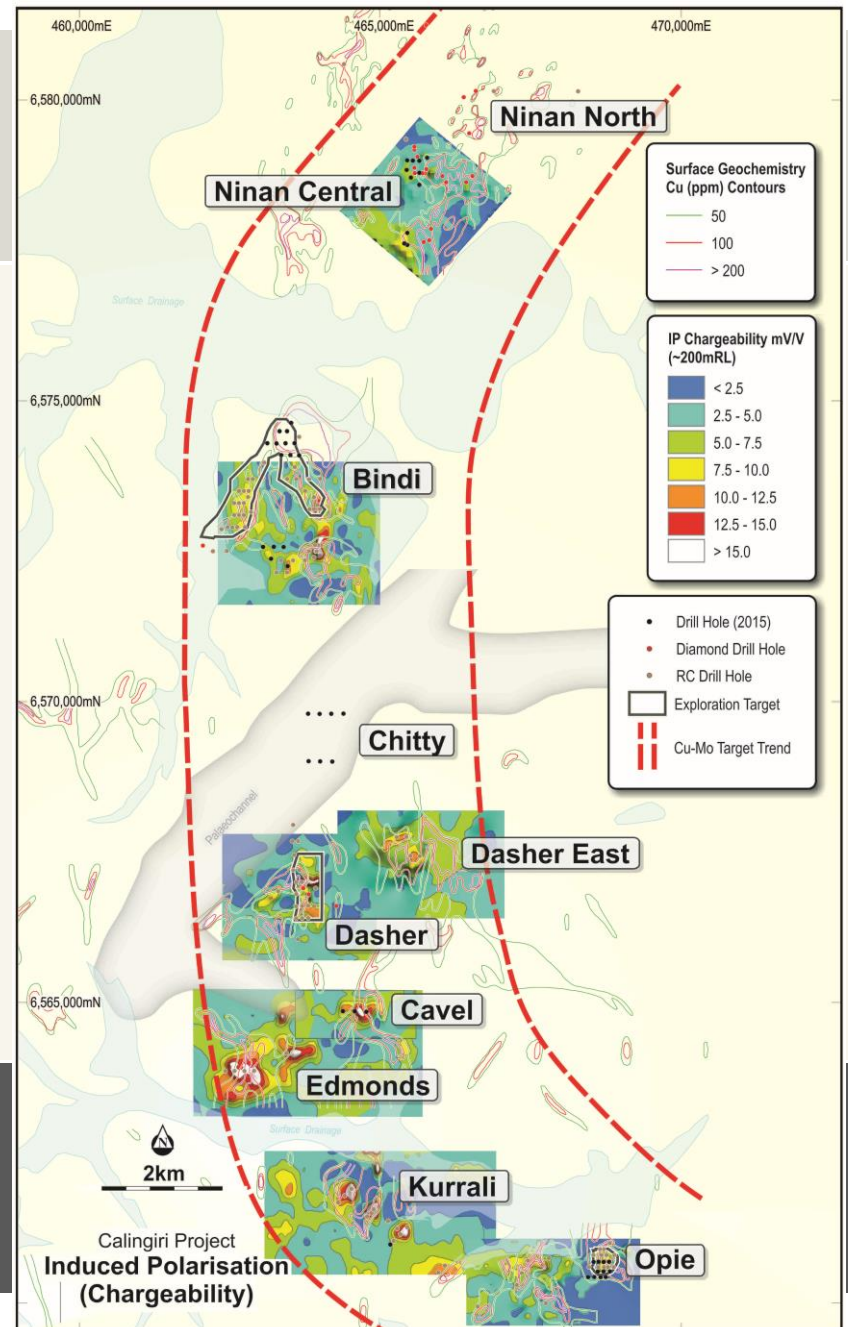 460,000mE
465,000mE
470,000mE
6,580,000mN
Ninan North
Ninan Central
Surface Geochemistry
Cu (ppm) Contours
50
100
> 200
Surface Drainage
IP Chargeability mV/V
(~200mRL)
< 2.5
2.5 - 5.0
5.0 - 7.5
7.5 - 10.0
10.0 - 12.5
12.5 - 15.0
> 15.0
6,575,000mN
Bindi
Drill Hole (2015)
Diamond Drill Hole
RC Drill Hole
Exploration Target
Cu-Mo Target Trend
6,570,000mN
Chitty
Palaeochannel
Dasher East
Dasher
6,565,000mN
Cavel
Edmonds
Surface Drainage
N
2km
Kurrali
Calingiri Project
Induced Polarisation
(Chargeability)
Opie